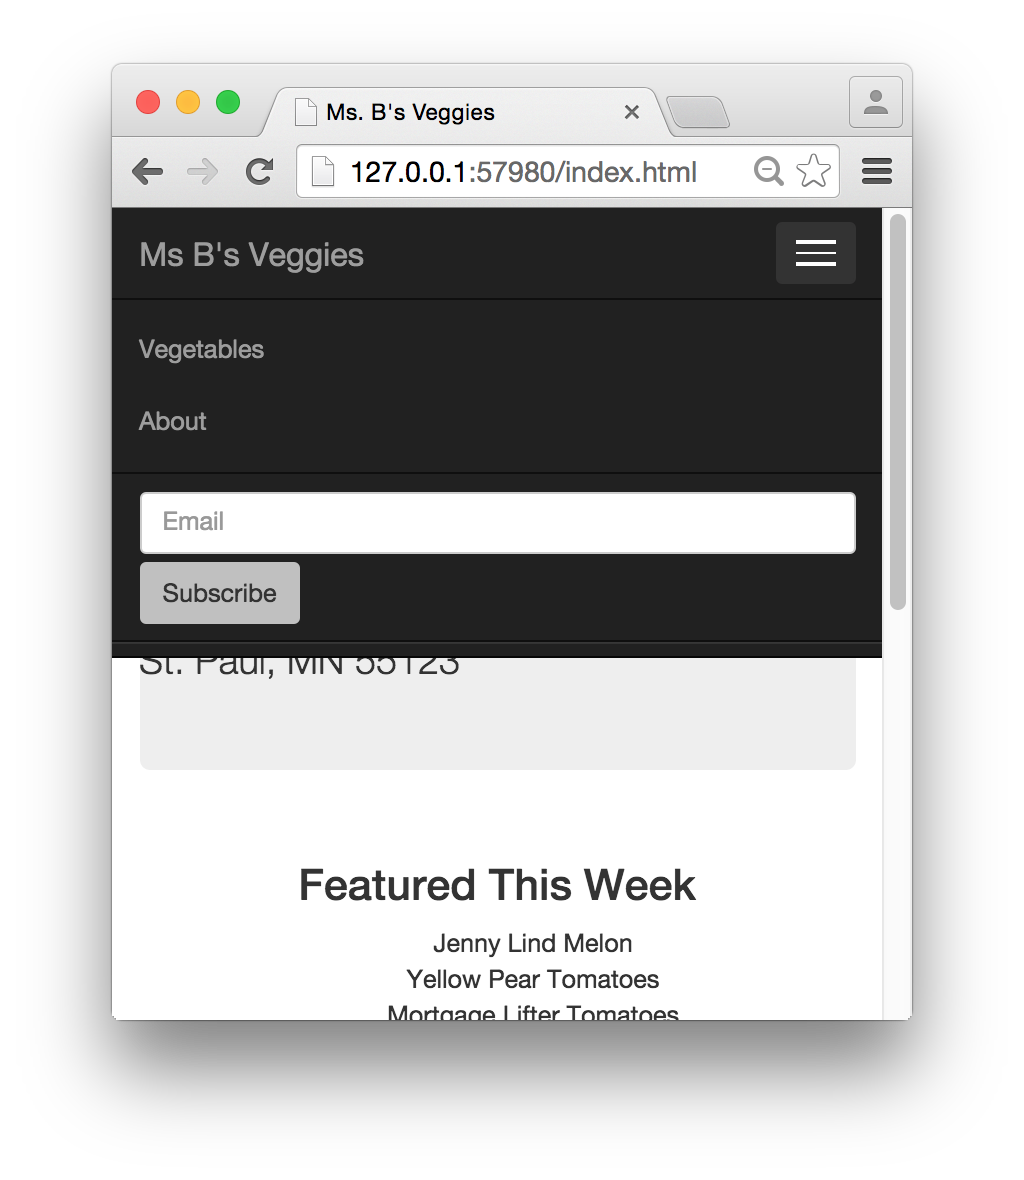 Ms. B's Veggies
127.0.0.1:57980/index.html
Ms B's Veggies
Vegetables
About
Email
Subscribe
St. Paul, MN 55123
Featured This Week
Jenny Lind Melon
Yellow Pear Tomatoes
Mortgage Lifter Tomatoes